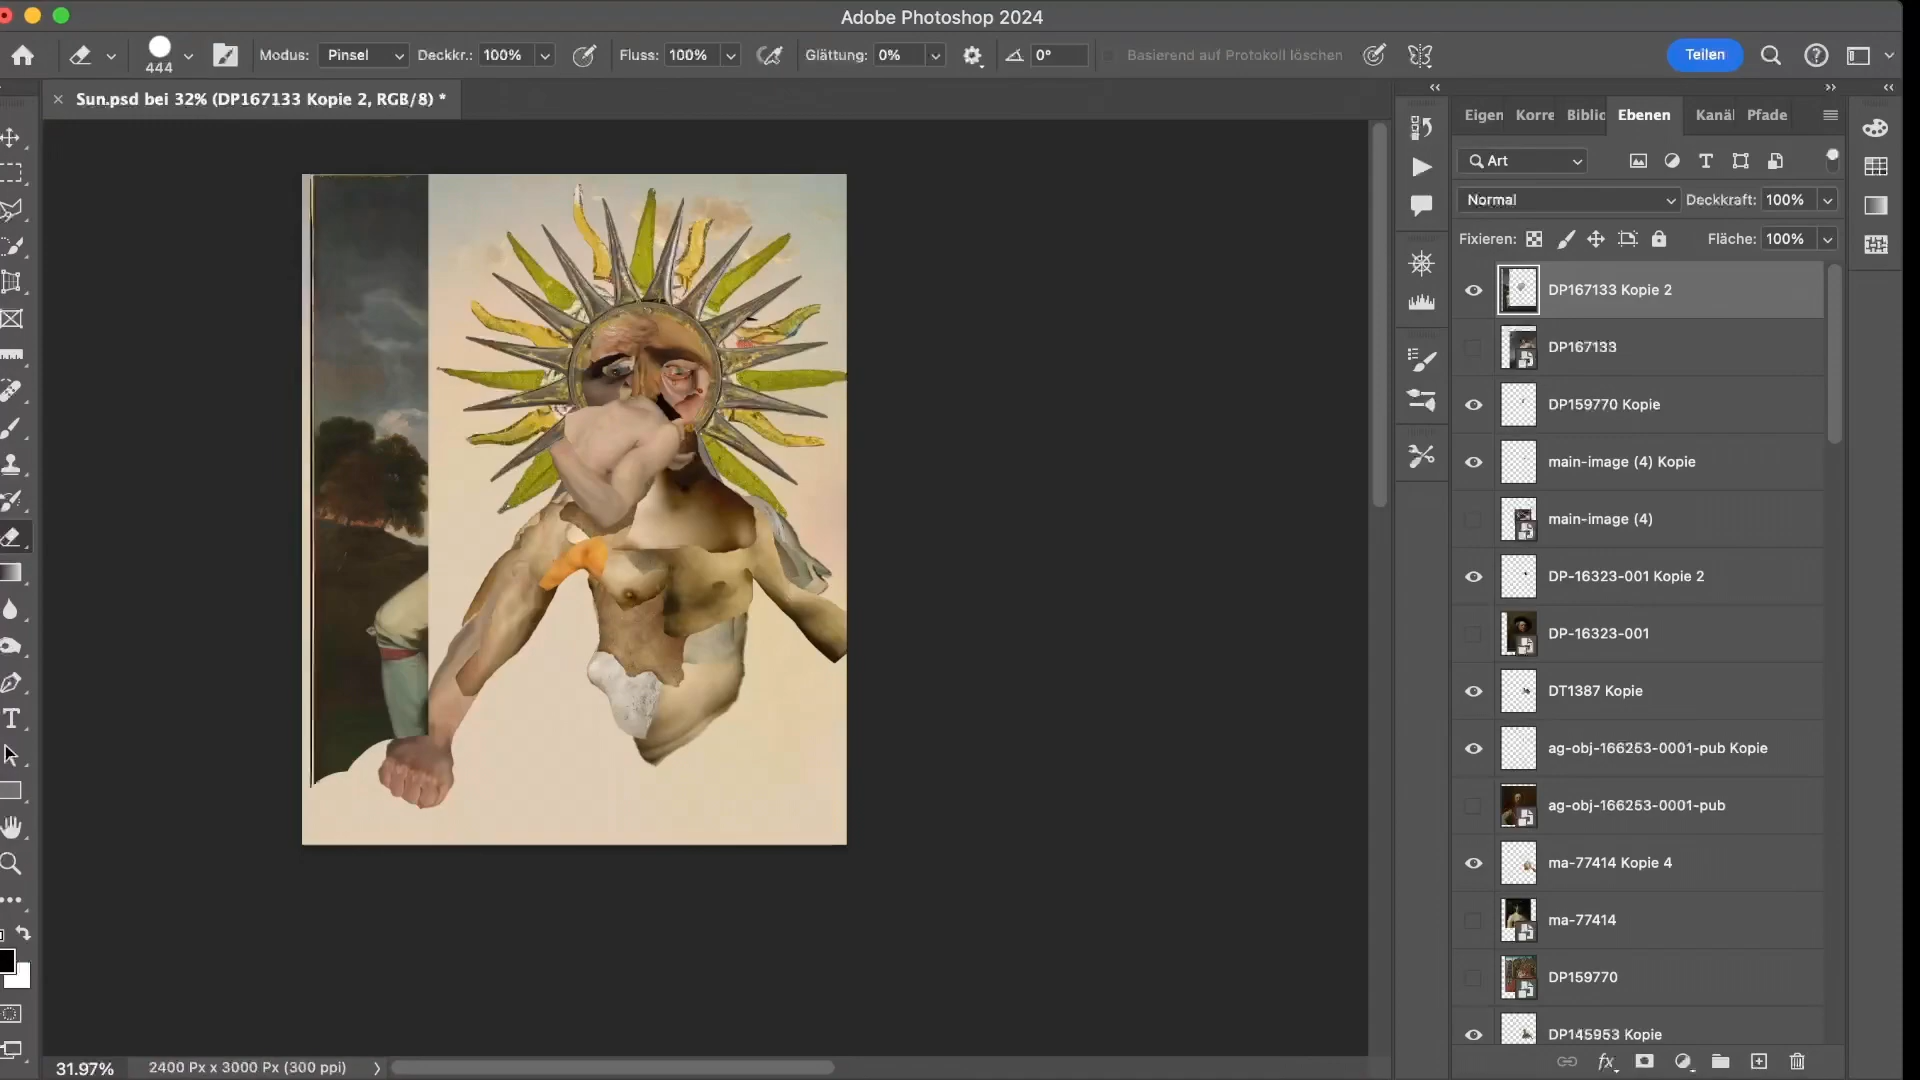 Adobe Photoshop 2024
444
Modus: Pinsel Deckkr.: 100% Fluss: 100% Glättung: 0% 0° Basierend auf Protokoll löschen Teilen
Sun.psd bei 32% (DP167133 Kopie 2, RGB/8) *
Eigen Korre Biblic Ebenen Kanäl Pfade
Art
Normal Deckkraft: 100%
Fixieren: Fläche: 100%
DP167133 Kopie 2
DP167133
DP159770 Kopie
main-image (4) Kopie
main-image (4)
DP-16323-001 Kopie 2
DP-16323-001
DT1387 Kopie
ag-obj-166253-0001-pub Kopie
ag-obj-166253-0001-pub
ma-77414 Kopie 4
ma-77414
DP159770
DP145953 Kopie
31.97% 2400 Px x 3000 Px (300 ppi)